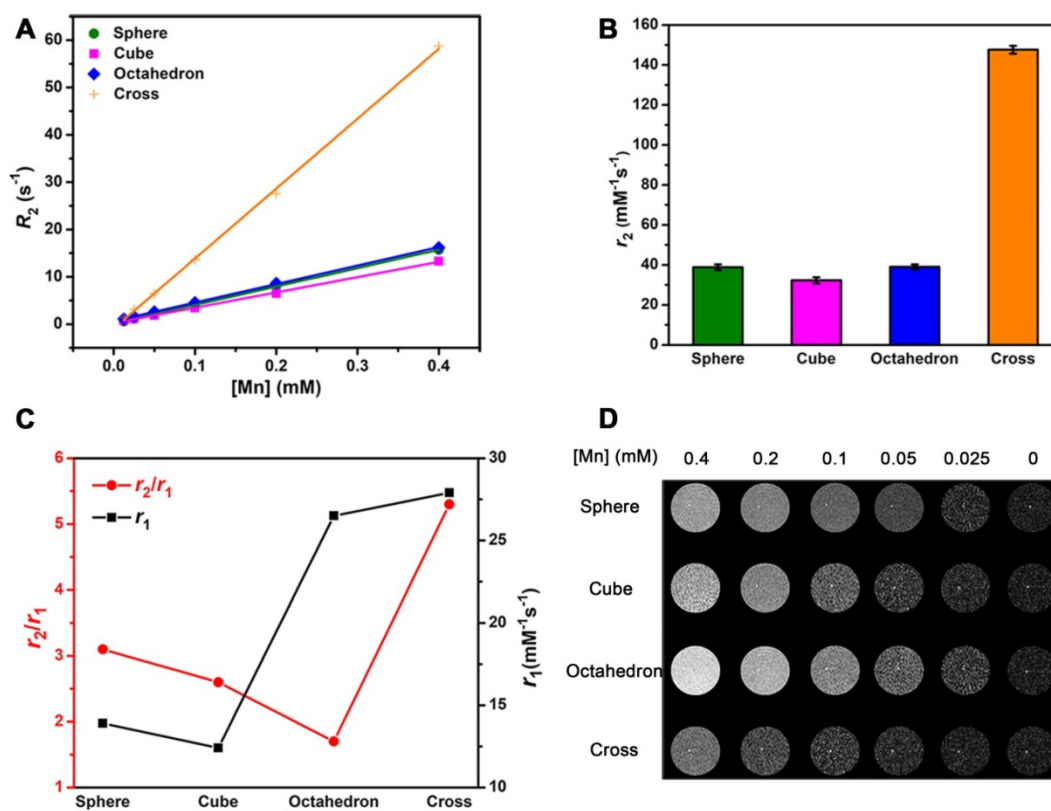 A
Sphere
Cube
Octahedron
Cross
R2 (s-1)
60
50
40
30
20
10
0
0.0 0.1 0.2 0.3 0.4
[Mn] (mM)
B
r2 (mM-1s-1)
160
140
120
100
80
60
40
20
0
Sphere Cube Octahedron Cross
C
r2/r1
r1
r2/r1
6
5
4
3
2
1
30
25
20
15
10
r1(mM-1s-1)
Sphere Cube Octahedron Cross
D
[Mn] (mM) 0.4 0.2 0.1 0.05 0.025 0
Sphere
Cube
Octahedron
Cross